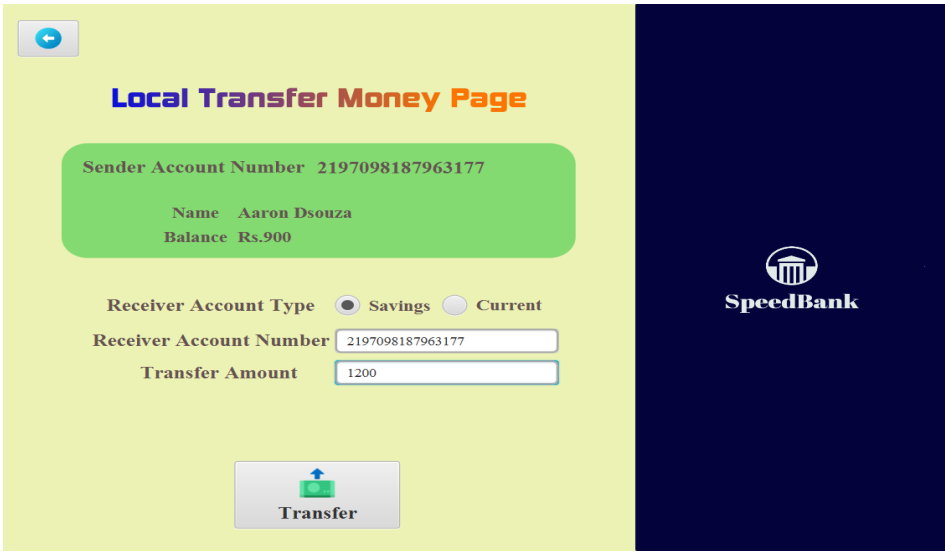 Local Transfer Money Page
Sender Account Number 2197098187963177
Name Aaron Dsouza
Balance Rs.900
Receiver Account Type Savings Current
Receiver Account Number 2197098187963177
Transfer Amount 1200
Transfer
SpeedBank